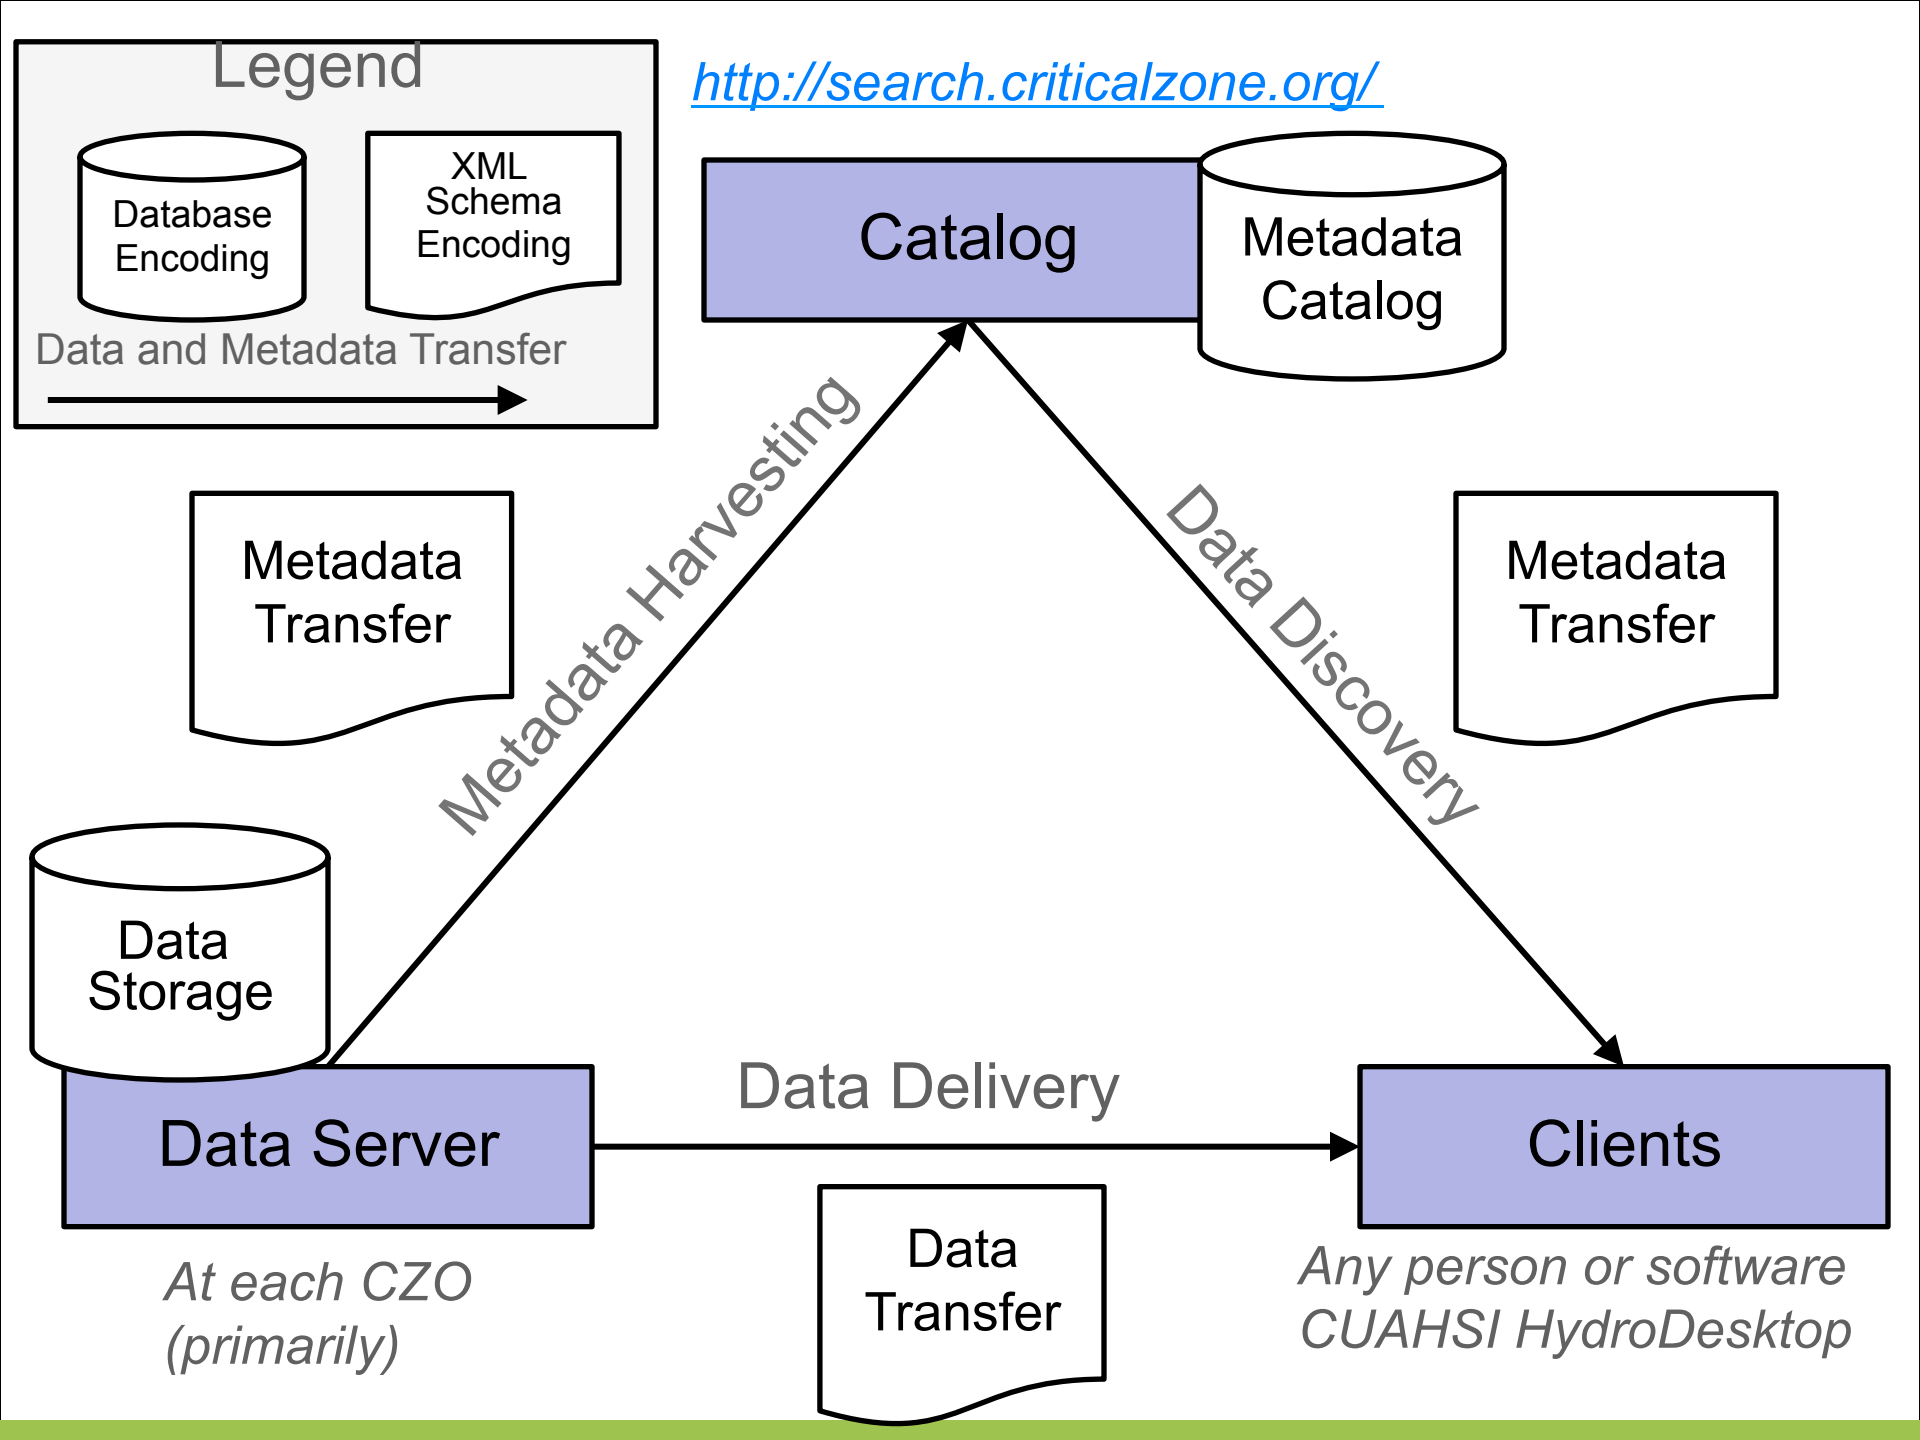 Legend
Database
Encoding
XML
Schema
Encoding
Data and Metadata Transfer
http://search.criticalzone.org/
Catalog
Metadata
Catalog
Metadata
Transfer
Metadata Harvesting
Data Discovery
Metadata
Transfer
Data
Storage
Data Server
Data Delivery
Clients
At each CZO
(primarily)
Data
Transfer
Any person or software
CUAHSI HydroDesktop